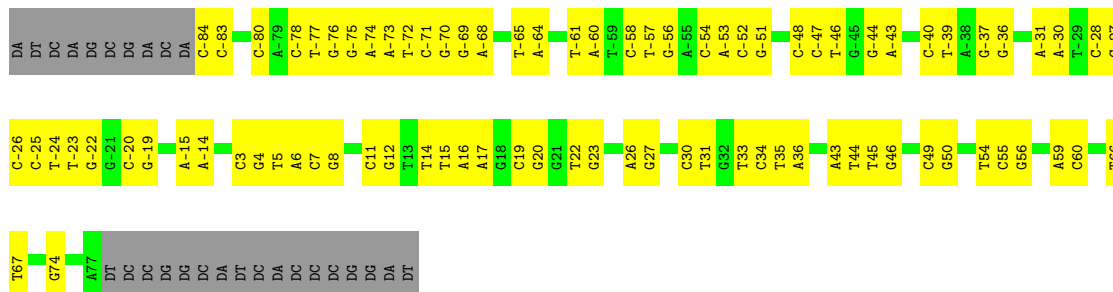 DA DT DC DA DG DC DG DA DC DA C-84 C-83 C-80 A-79 C-78 T-77 G-76 G-75 A-74 A-73 T-72 C-71 G-70 G-69 A-68 T-65 A-64 T-61 A-60 T-59 C-58 T-57 G-56 A-55 C-54 A-53 C-52 G-51 C-48 C-47 T-46 G-45 G-44 A-43 C-40 T-39 A-38 G-37 G-36 A-31 A-30 T-29 C-28
C-26 C-25 T-24 T-23 G-22 G-21 C-20 G-19 A-15 A-14 C3 G4 T5 A6 C7 G8 C11 G12 T13 T14 T15 A16 A17 G18 C19 G20 G21 T22 G23 A26 G27 C30 T31 G32 T33 C34 T35 A36 A43 T44 T45 G46 C49 G50 T54 C55 G56 A59 C60
T67 G74 A77 DT DC DC DG DG DC DA DT DC DA DC DC DC DG DG DA DT